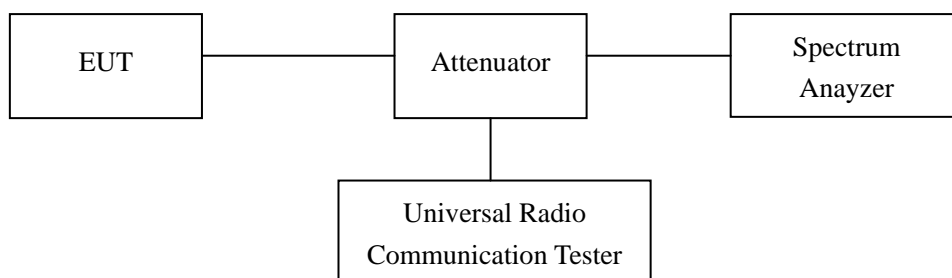 EUT
Attenuator
Spectrum
Anayzer
Universal Radio
Communication Tester